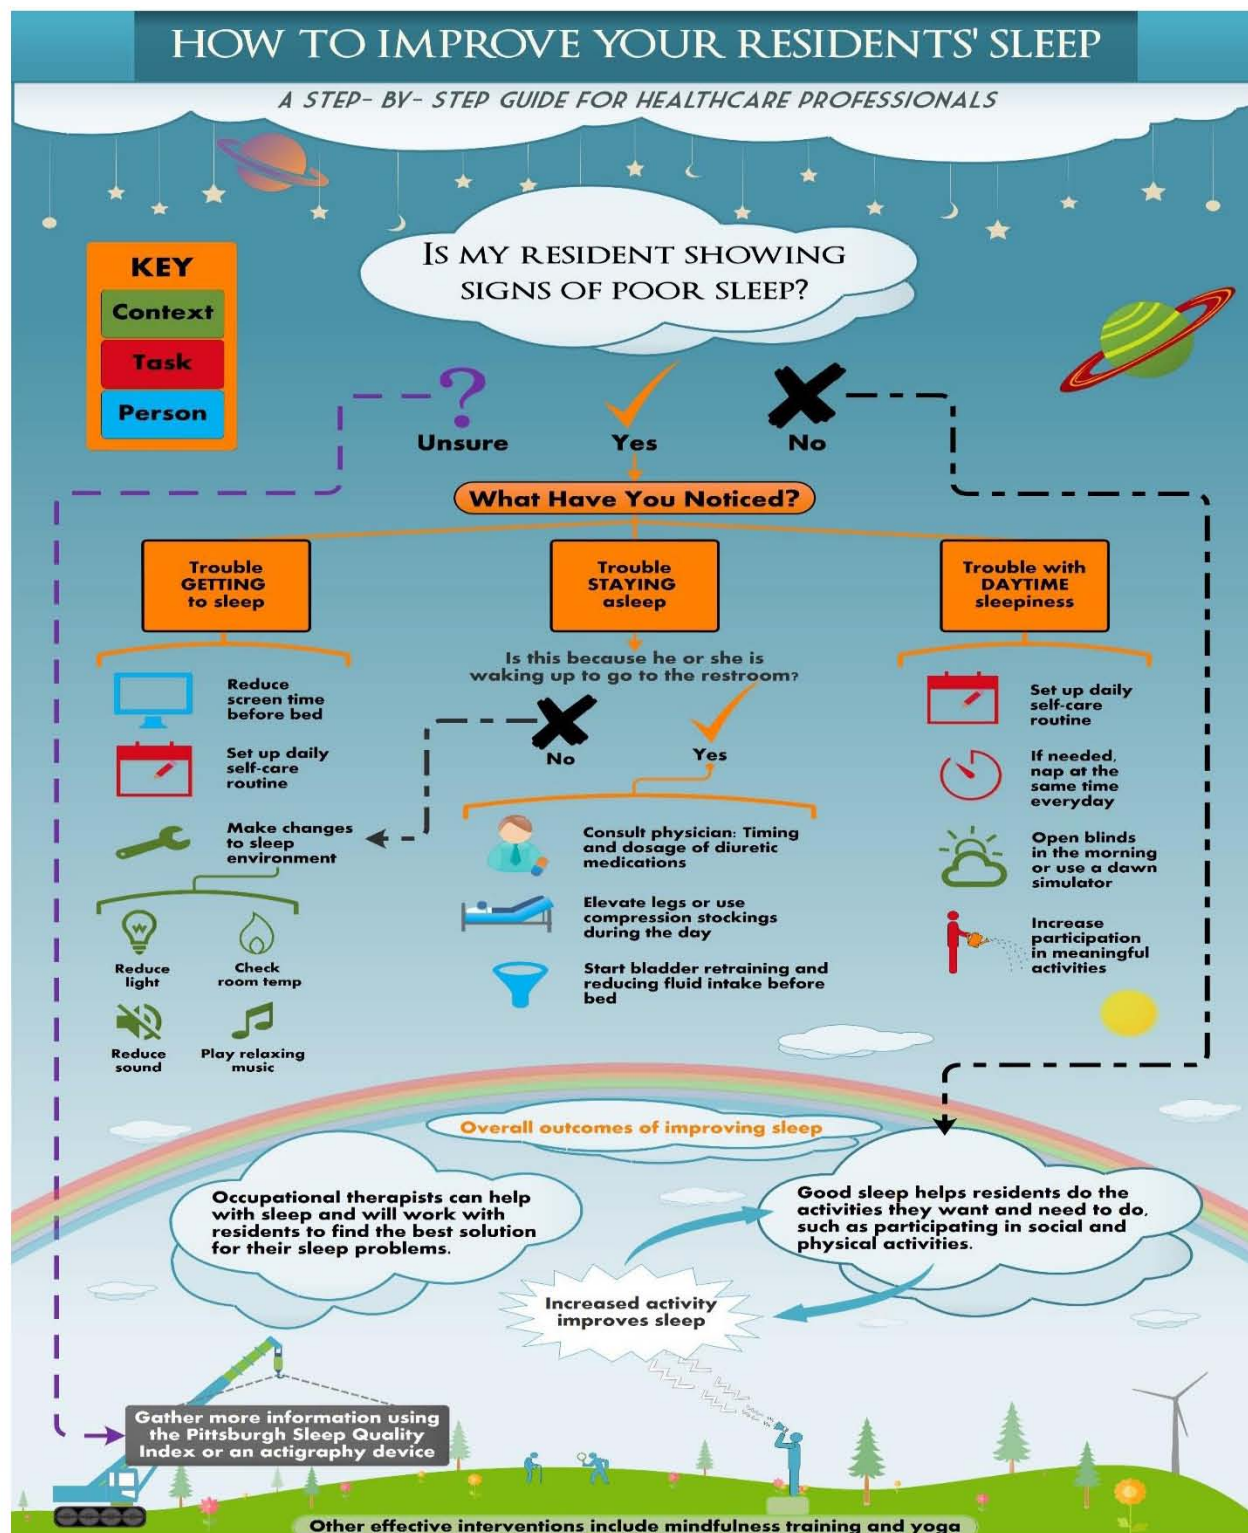 HOW TO IMPROVE YOUR RESIDENTS' SLEEP
A STEP- BY- STEP GUIDE FOR HEALTHCARE PROFESSIONALS
IS MY RESIDENT SHOWING
SIGNS OF POOR SLEEP?
KEY
Context
Task
Person
?
Unsure
Yes
No
What Have You Noticed?
Trouble
GETTING
to sleep
Reduce
screen time
before bed
Set up daily
self-care
routine
Make changes
to sleep
environment
Reduce
light
Check
room temp
Reduce
sound
Play relaxing
music
Trouble
STAYING
asleep
Is this because he or she is
waking up to go to the restroom?
No
Yes
Consult physician: Timing
and dosage of diuretic
medications
Elevate legs or use
compression stockings
during the day
Start bladder retraining and
reducing fluid intake before
bed
Trouble with
DAYTIME
sleepiness
Set up daily
self-care
routine
If needed,
nap at the
same time
everyday
Open blinds
in the morning
or use a dawn
simulator
Increase
participation
in meaningful
activities
Overall outcomes of improving sleep
Occupational therapists can help
with sleep and will work with
residents to find the best solution
for their sleep problems.
Good sleep helps residents do the
activities they want and need to do,
such as participating in social and
physical activities.
Increased activity
improves sleep
Gather more information using
the Pittsburgh Sleep Quality
Index or an actigraphy device
Other effective interventions include mindfulness training and yoga